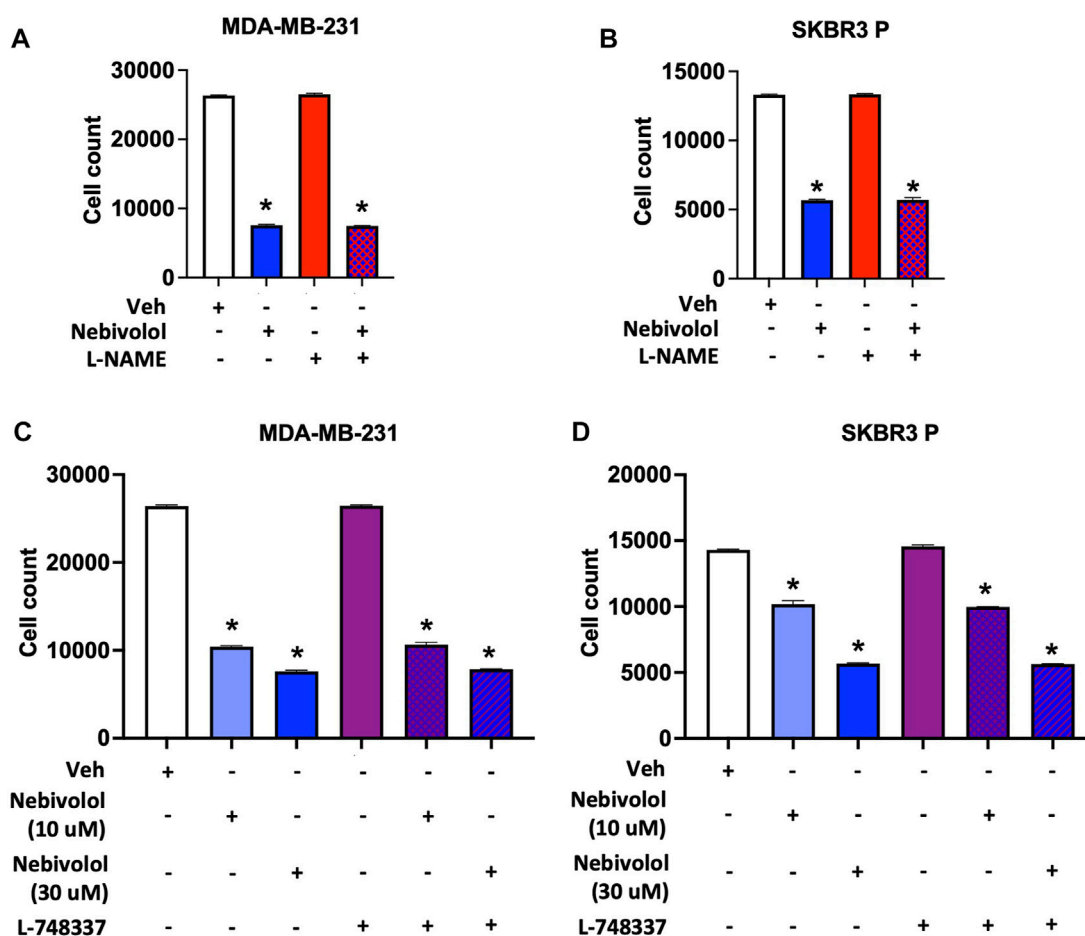 A
MDA-MB-231
Cell count
30000
20000
10000
0
* *
Veh + - - -
Nebivolol - + - +
L-NAME - - + +
B
SKBR3 P
Cell count
15000
10000
5000
0
* *
Veh + - - -
Nebivolol - + - +
L-NAME - - + +
C
MDA-MB-231
Cell count
30000
20000
10000
0
* * * *
Veh + - - - - -
Nebivolol
(10 uM) - + - - + -
Nebivolol
(30 uM) - - + - - +
L-748337 - - - + + +
D
SKBR3 P
Cell count
20000
15000
10000
5000
0
* * * *
Veh + - - - - -
Nebivolol
(10 uM) - + - - + -
Nebivolol
(30 uM) - - + - - +
L-748337 - - - + + +